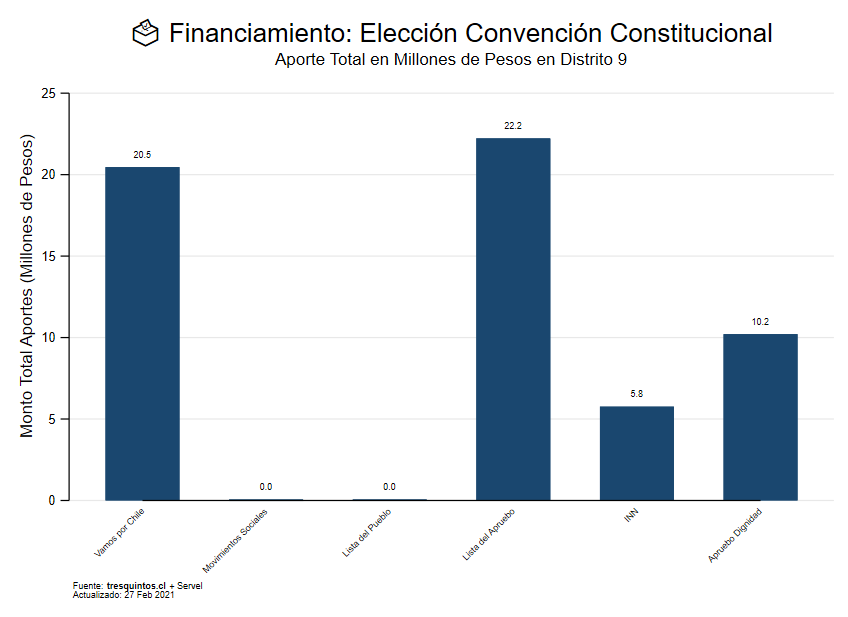 Financiamiento: Elección Convención Constitucional
Aporte Total en Millones de Pesos en Distrito 9
Monto Total Aportes (Millones de Pesos)
25
20
15
10
5
0
20.5
0.0
0.0
22.2
5.8
10.2
Vamos por Chile
Movimientos Sociales
Lista del Pueblo
Lista del Apruebo
INN
Apruebo Dignidad
Fuente: tresquintos.cl + Servel
Actualizado: 27 Feb 2021